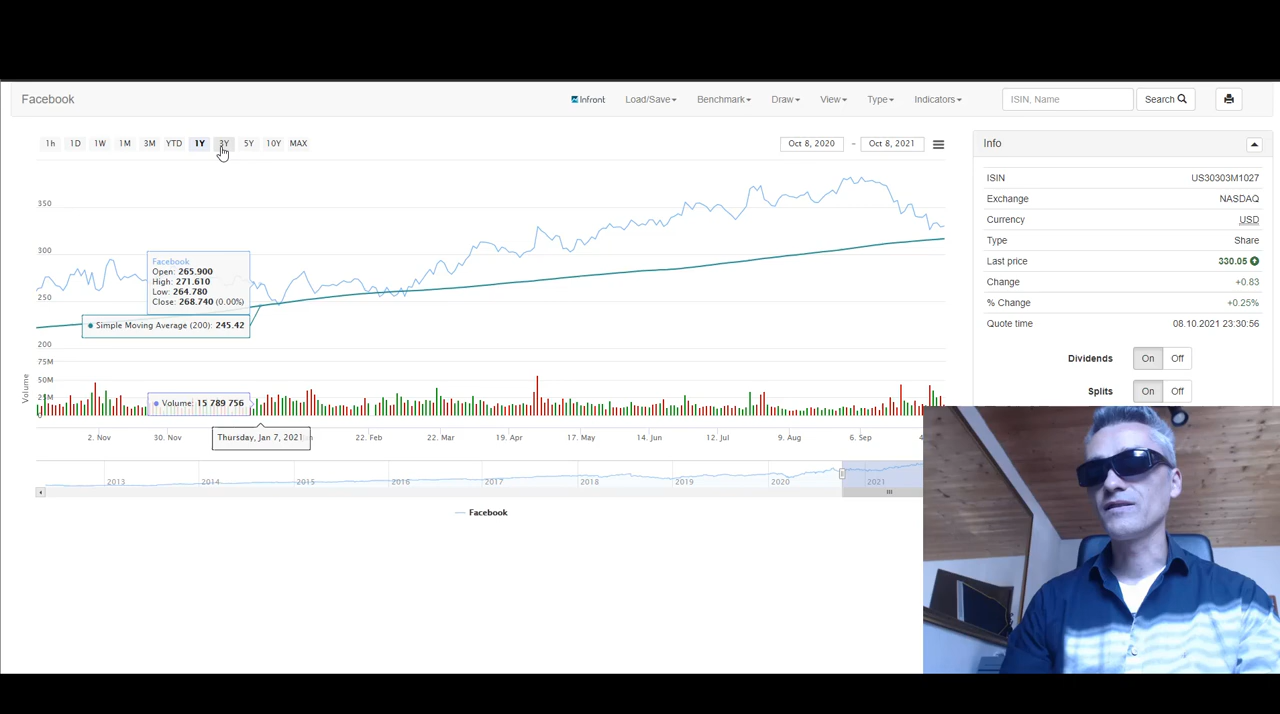 Facebook
Infront
Load/Save
Benchmark
Draw
View
Type
Indicators
ISIN, Name
Search
1h 1D 1W 1M 3M YTD 1Y 3Y 5Y 10Y MAX
Oct 8, 2020 – Oct 8, 2021
350
300
250
200
Facebook
Open: 265.900
High: 271.610
Low: 264.780
Close: 268.740 (0.00%)
Simple Moving Average (200): 245.42
75M
50M
25M
0
Volume
Volume: 15 789 756
2. Nov 30. Nov 22. Feb 22. Mar 19. Apr 17. May 14. Jun 12. Jul 9. Aug 6. Sep
Thursday, Jan 7, 2021
2013 2014 2015 2016 2017 2018 2019 2020 2021
Facebook
Info
ISIN US30303M1027
Exchange NASDAQ
Currency USD
Type Share
Last price 330.05
Change +0.83
% Change +0.25%
Quote time 08.10.2021 23:30:56
Dividends On Off
Splits On Off